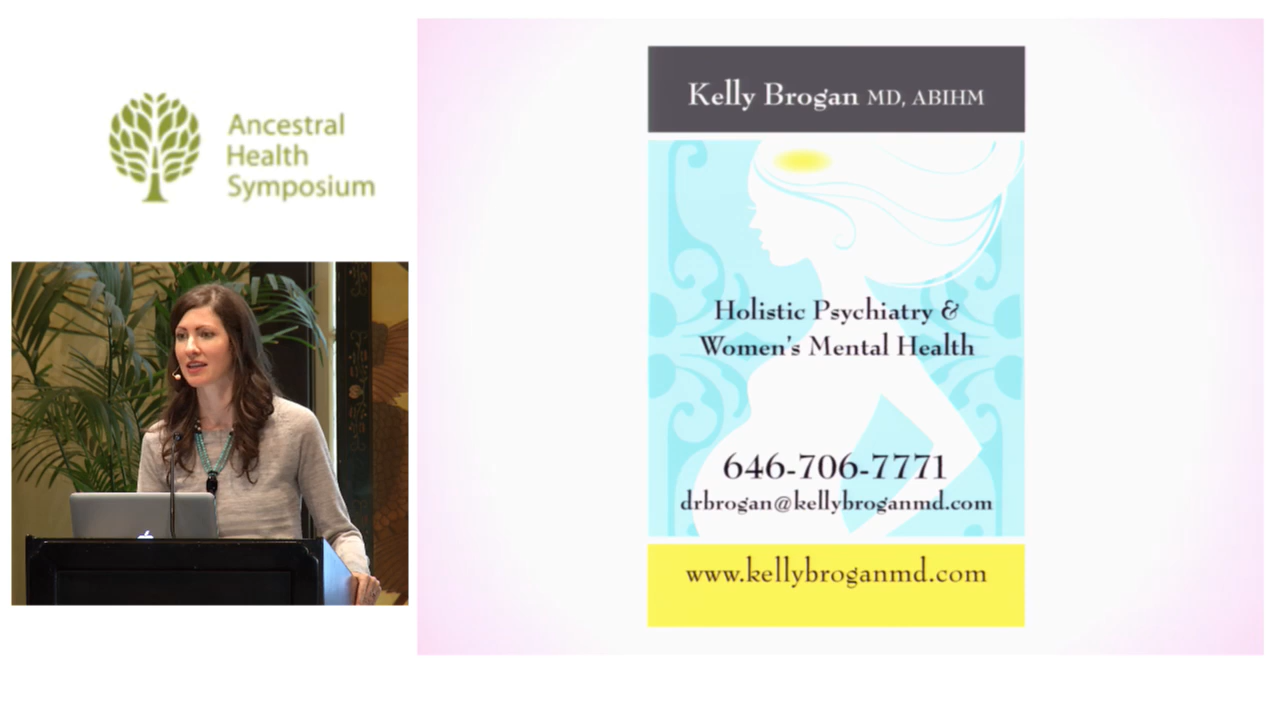 Ancestral
Health
Symposium
Kelly Brogan MD, ABIHM
Holistic Psychiatry &
Women's Mental Health
646-706-7771
drbrogan@kellybroganmd.com
www.kellybroganmd.com